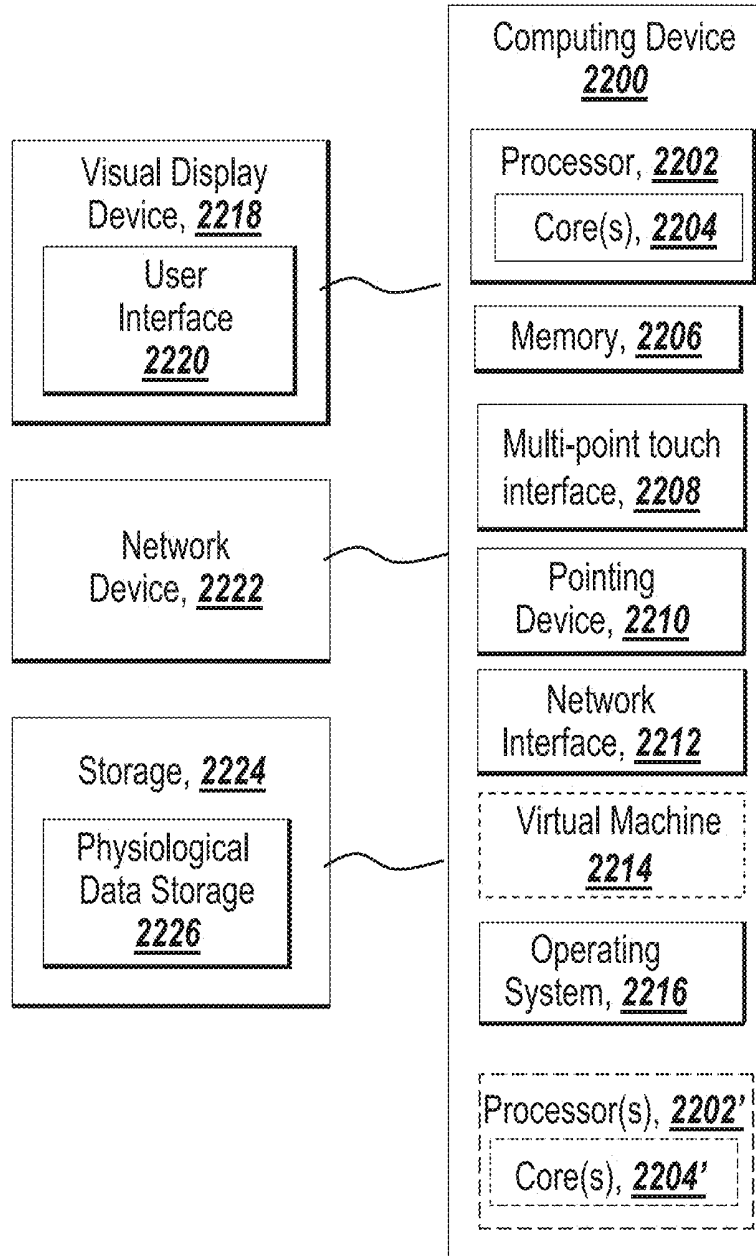 Computing Device
2200
Processor, 2202
Core(s), 2204
Memory, 2206
Multi-point touch
interface, 2208
Pointing
Device, 2210
Network
Interface, 2212
Virtual Machine
2214
Operating
System, 2216
Processor(s), 2202’
Core(s), 2204’
Visual Display
Device, 2218
User
Interface
2220
Network
Device, 2222
Storage, 2224
Physiological
Data Storage
2226